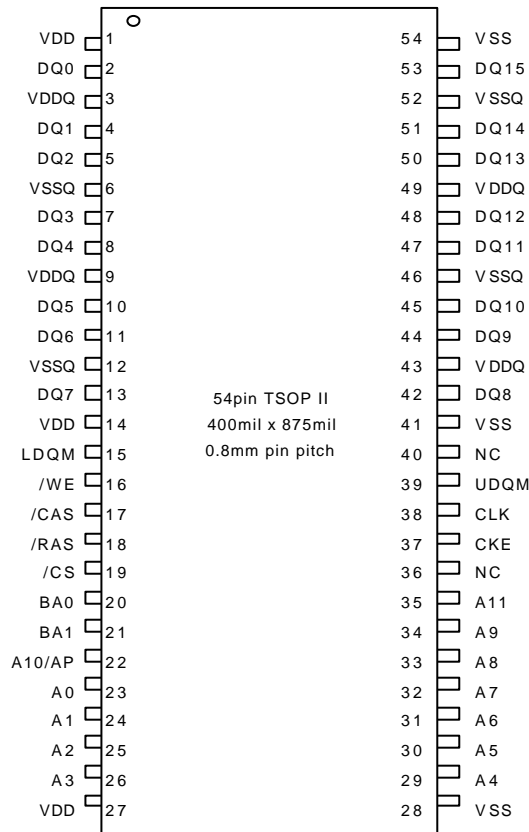 VDD 1 54 VSS
DQ0 2 53 DQ15
VDDQ 3 52 VSSQ
DQ1 4 51 DQ14
DQ2 5 50 DQ13
VSSQ 6 49 VDDQ
DQ3 7 48 DQ12
DQ4 8 47 DQ11
VDDQ 9 46 VSSQ
DQ5 10 45 DQ10
DQ6 11 44 DQ9
VSSQ 12 43 VDDQ
DQ7 13 54pin TSOP II 42 DQ8
VDD 14 400mil x 875mil 41 VSS
LDQM 15 0.8mm pin pitch 40 NC
/WE 16 39 UDQM
/CAS 17 38 CLK
/RAS 18 37 CKE
/CS 19 36 NC
BA0 20 35 A11
BA1 21 34 A9
A10/AP 22 33 A8
A0 23 32 A7
A1 24 31 A6
A2 25 30 A5
A3 26 29 A4
VDD 27 28 VSS